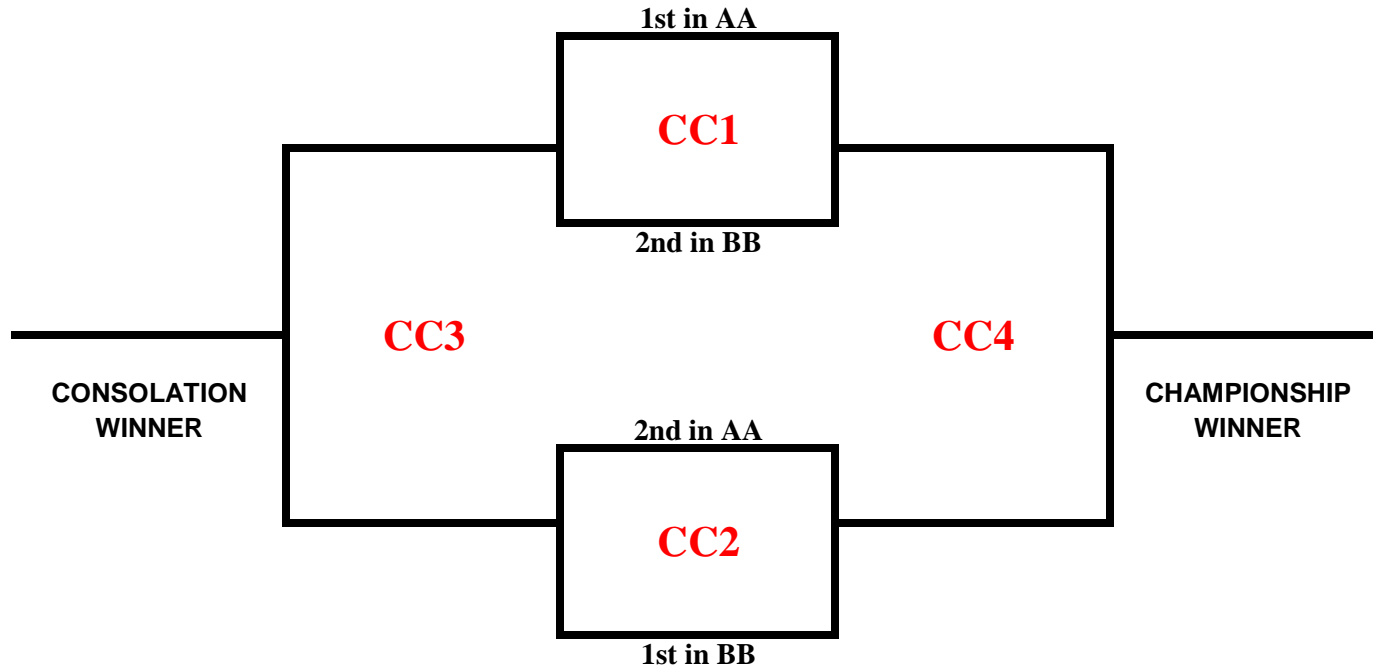 1st in AA
CC1
2nd in BB
CC3
CC4
CONSOLATION
WINNER
CHAMPIONSHIP
WINNER
2nd in AA
CC2
1st in BB